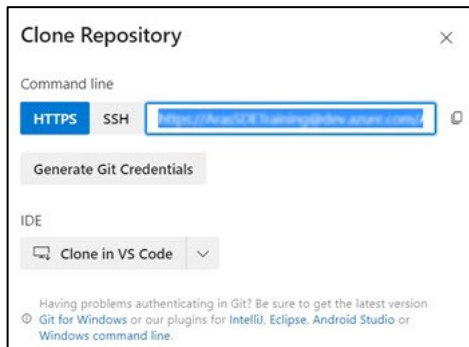 Clone Repository
Command line
HTTPS SSH https://ArasSDETraining@dev.azure.com/
Generate Git Credentials
IDE
Clone in VS Code
Having problems authenticating in Git? Be sure to get the latest version
Git for Windows or our plugins for IntelliJ, Eclipse, Android Studio or
Windows command line.